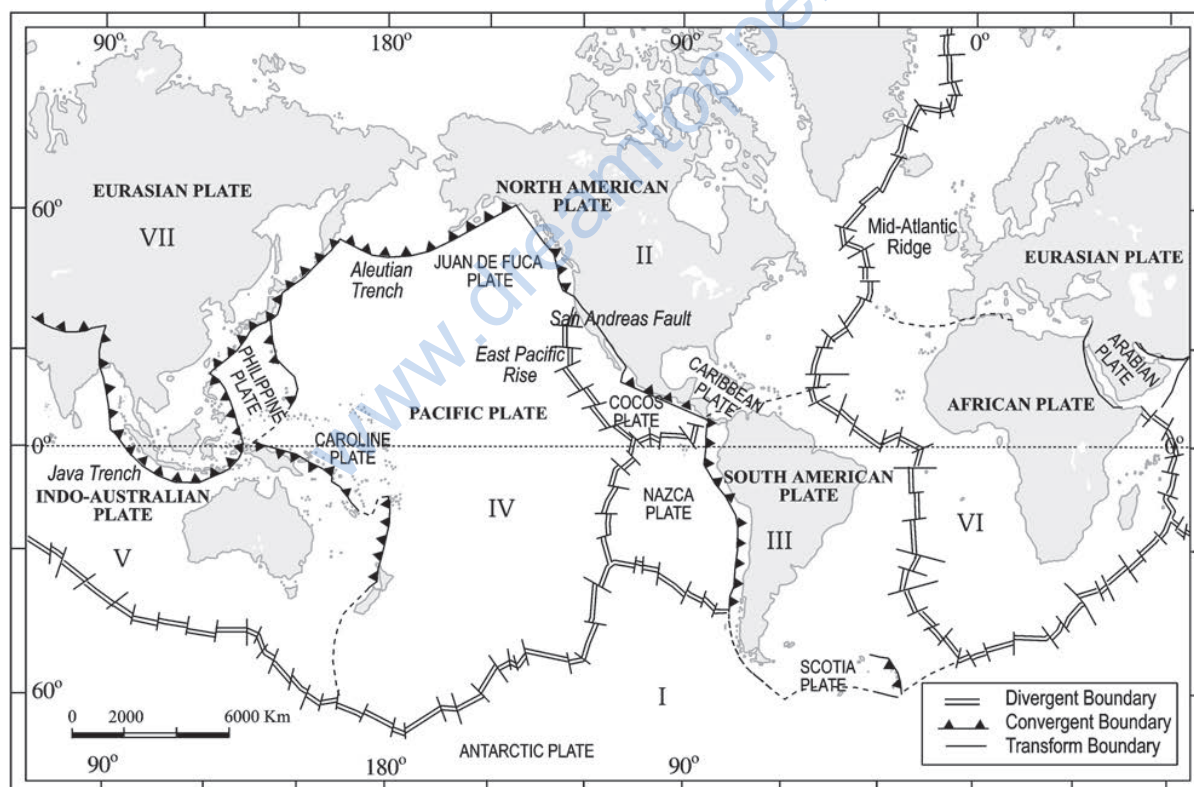 90°
180°
90°
0°
EURASIAN PLATE
VII
60°
NORTH AMERICAN
PLATE
II
Mid-Atlantic
Ridge
EURASIAN PLATE
Aleutian
Trench
JUAN DE FUCA
PLATE
San Andreas Fault
East Pacific
Rise
PHILIPPINE
PLATE
CARIBBEAN
PLATE
ARABIAN
PLATE
COCOS
PLATE
PACIFIC PLATE
AFRICAN PLATE
0°
CAROLINE
PLATE
0°
Java Trench
INDO-AUSTRALIAN
PLATE
V
IV
NAZCA
PLATE
SOUTH AMERICAN
PLATE
III
VI
60°
SCOTIA
PLATE
I
0 2000 6000 Km
ANTARCTIC PLATE
Divergent Boundary
Convergent Boundary
Transform Boundary
90°
180°
90°
www.dreamtoppe